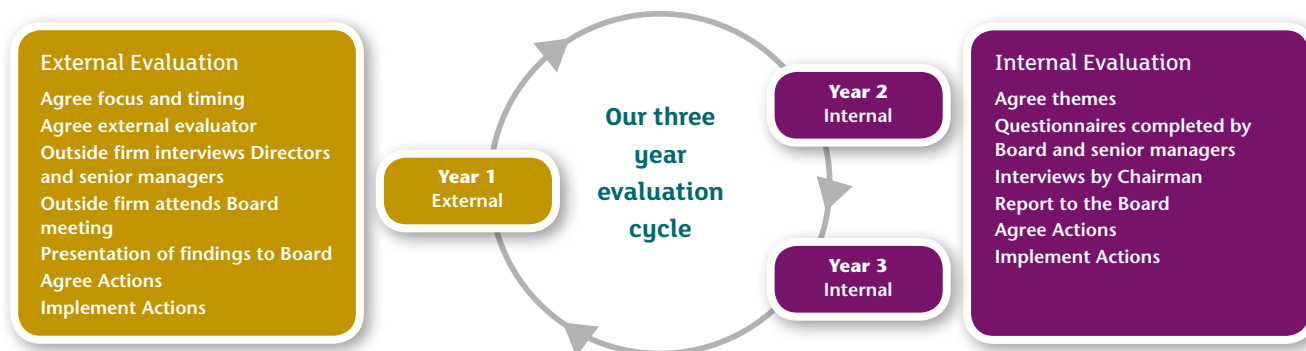 External Evaluation
Agree focus and timing
Agree external evaluator
Outside firm interviews Directors
and senior managers
Outside firm attends Board
meeting
Presentation of findings to Board
Agree Actions
Implement Actions
Year 1
External
Our three
year
evaluation
cycle
Year 2
Internal
Year 3
Internal
Internal Evaluation
Agree themes
Questionnaires completed by
Board and senior managers
Interviews by Chairman
Report to the Board
Agree Actions
Implement Actions